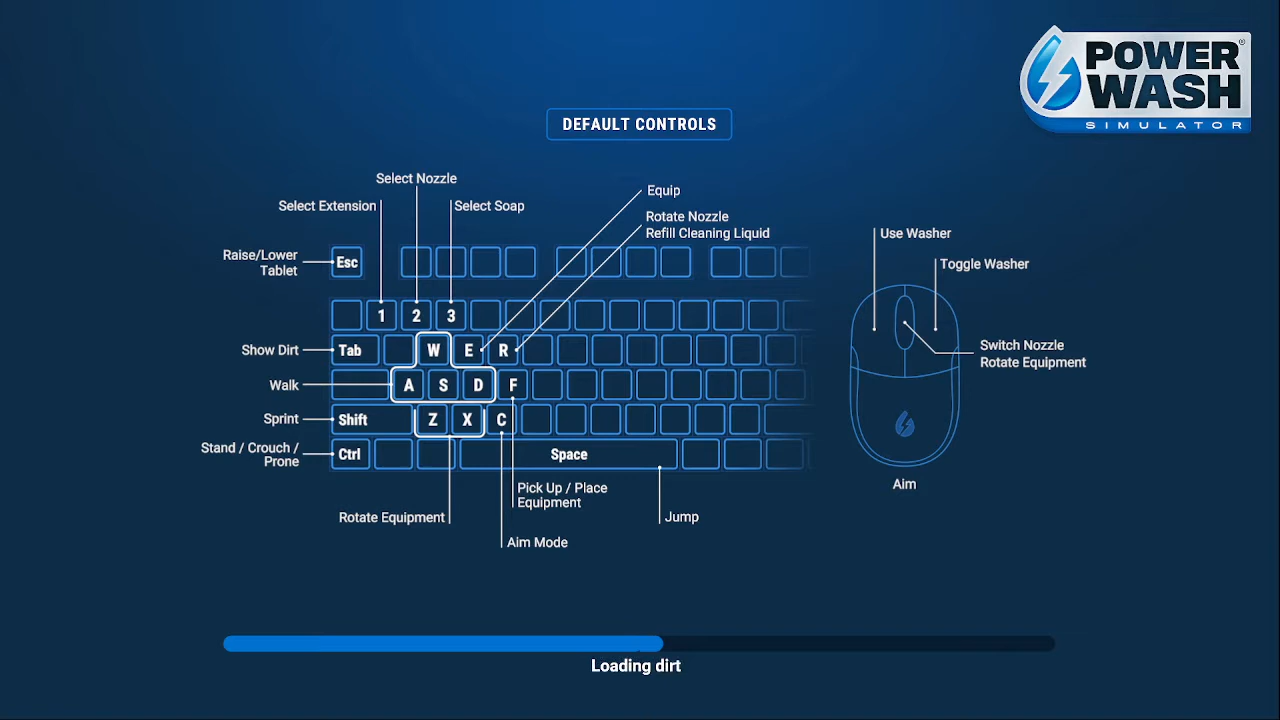 POWER
WASH
SIMULATOR
DEFAULT CONTROLS
Select Nozzle
Select Extension
Select Soap
Equip
Rotate Nozzle
Refill Cleaning Liquid
Raise/Lower
Tablet
Esc
1 2 3
Show Dirt
Tab W E R
Walk
A S D F
Sprint
Shift Z X C
Stand / Crouch /
Prone
Ctrl Space
Rotate Equipment
Pick Up / Place
Equipment
Aim Mode
Jump
Use Washer
Toggle Washer
Switch Nozzle
Rotate Equipment
Aim
Loading dirt